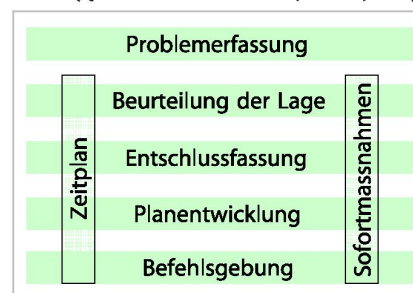 Problemerfassung
Beurteilung der Lage
Entschlussfassung
Planentwicklung
Befehlsgebung
Zeitplan
Sofortmassnahmen